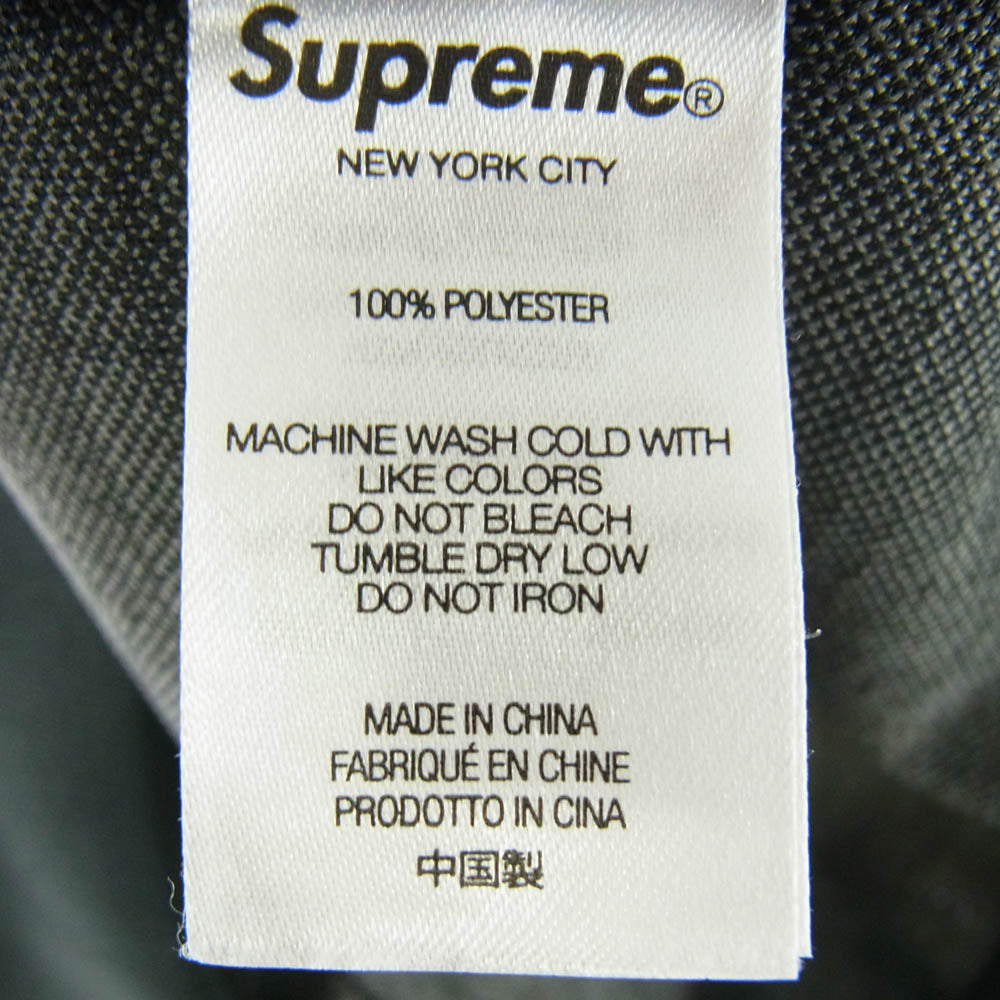 Supreme®
NEW YORK CITY
100% POLYESTER
MACHINE WASH COLD WITH
LIKE COLORS
DO NOT BLEACH
TUMBLE DRY LOW
DO NOT IRON
MADE IN CHINA
FABRIQUÉ EN CHINE
PRODOTTO IN CINA
中国製